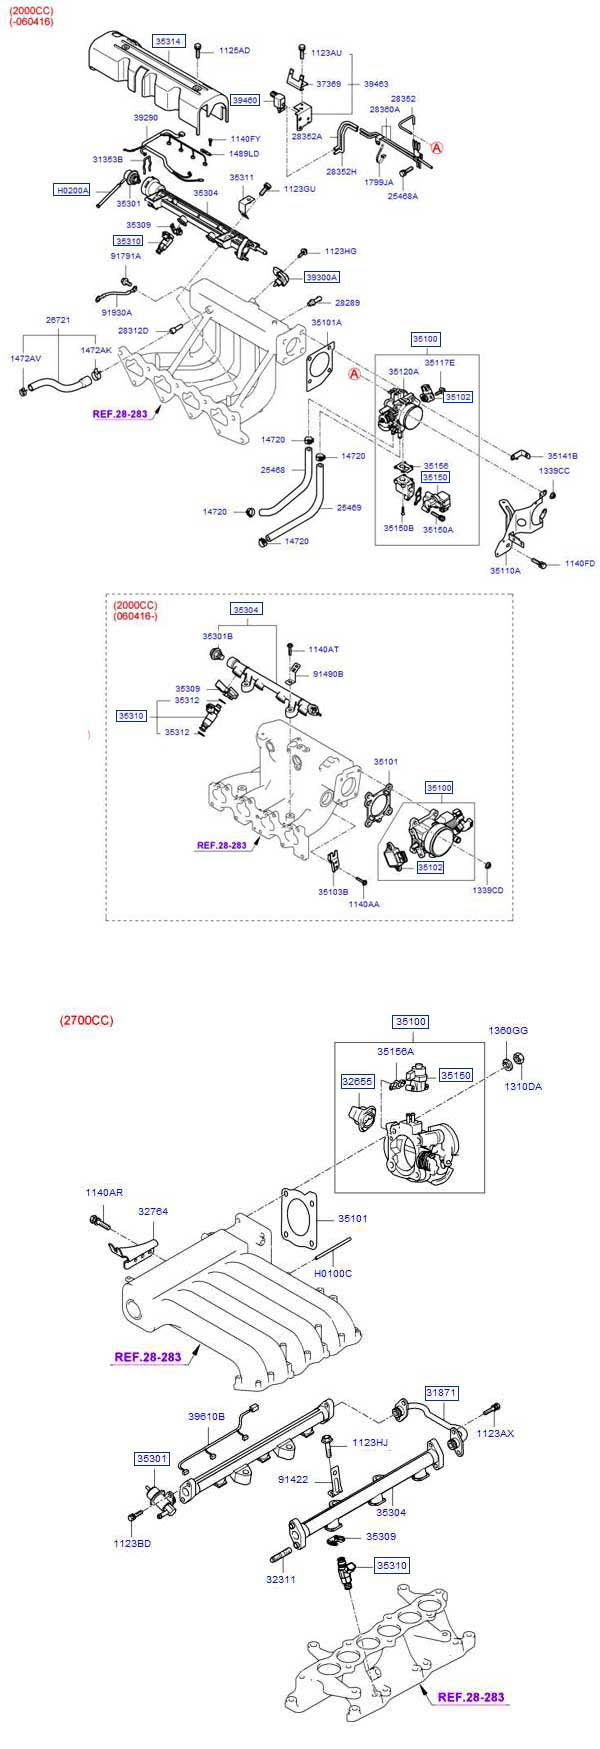 (2000CC)
(-060416)
35314
1125AD
1123AU
37369
39463
39460
28352
28360A
39290
28352A
1140FY
31353B
1489LD
A
28352H
1799JA
25468A
H0200A
35301
35304
35311
1123GU
35309
35310
91791A
1123HG
39300A
91930A
28289
26721
28312D
35101A
35100
1472AV
1472AK
35117E
A
35120A
35102
REF.28-283
14720
14720
35141B
35156
1339CC
25468
35150
14720
25469
35150B
35150A
14720
35110A
1140FD
(2000CC)
(060416-)
35304
35301B
1140AT
91490B
35309
35312
35310
35312
35101
35100
REF.28-283
35102
35103B
1339CD
1140AA
(2700CC)
35100
1360GG
35156A
32655
35150
1310DA
1140AR
32764
35101
H0100C
REF.28-283
31871
39610B
1123HJ
1123AX
35301
91422
35304
1123BD
35309
32311
35310
REF.28-283